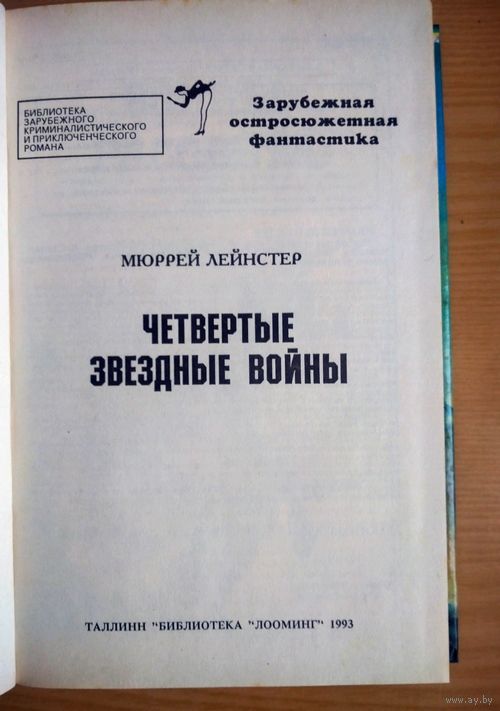 БИБЛИОТЕКА
ЗАРУБЕЖНОГО
КРИМИНАЛИСТИЧЕСКОГО
И ПРИКЛЮЧЕНЧЕСКОГО
РОМАНА
Зарубежная
остросюжетная
фантастика
МЮРРЕЙ ЛЕЙНСТЕР
ЧЕТВЕРТЫЕ
ЗВЕЗДНЫЕ ВОЙНЫ
ТАЛЛИНН "БИБЛИОТЕКА "ЛООМИНГ" 1993
www.ay.by